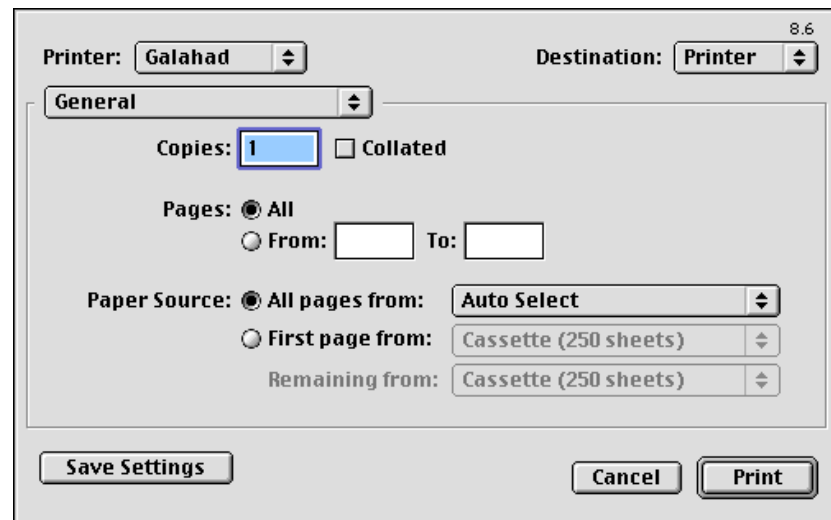 8.6
Printer: Galahad Destination: Printer
General
Copies: 1 Collated
Pages: All
From: To:
Paper Source: All pages from: Auto Select
First page from: Cassette (250 sheets)
Remaining from: Cassette (250 sheets)
Save Settings Cancel Print